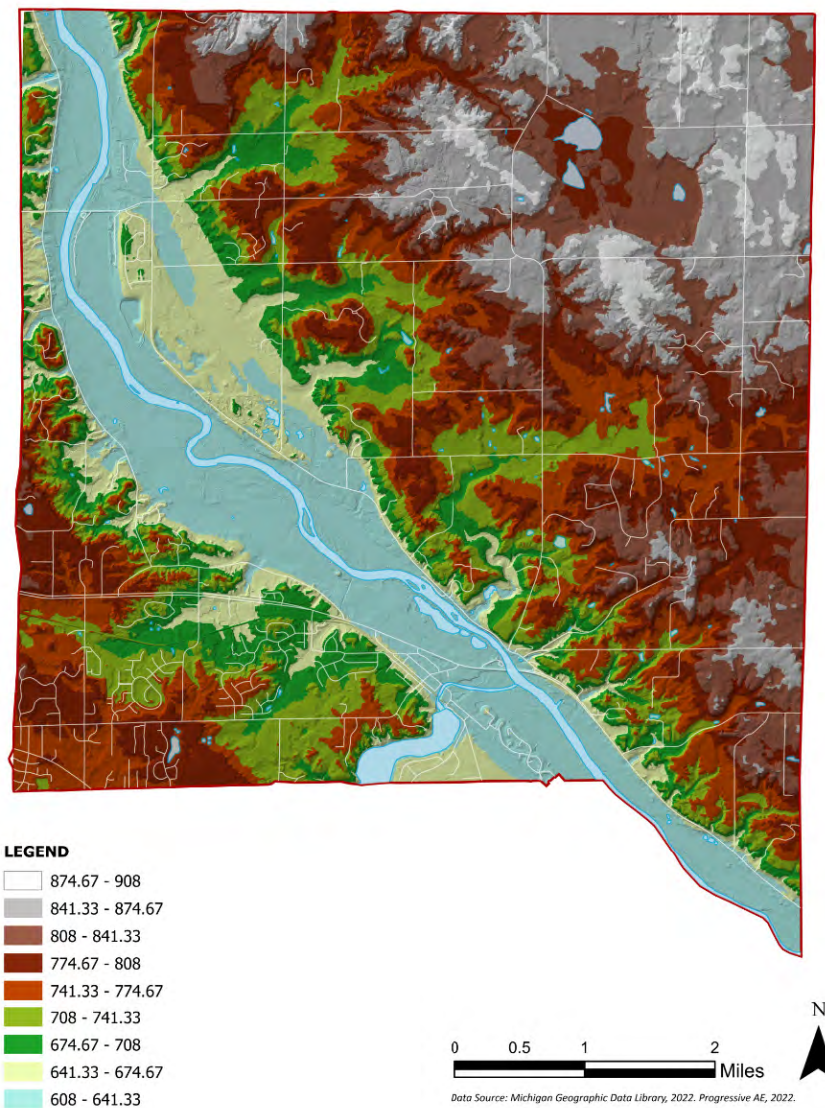 LEGEND
874.67 - 908
841.33 - 874.67
808 - 841.33
774.67 - 808
741.33 - 774.67
708 - 741.33
674.67 - 708
641.33 - 674.67
608 - 641.33
0 0.5 1 2
Miles
N
Data Source: Michigan Geographic Data Library, 2022. Progressive AE, 2022.